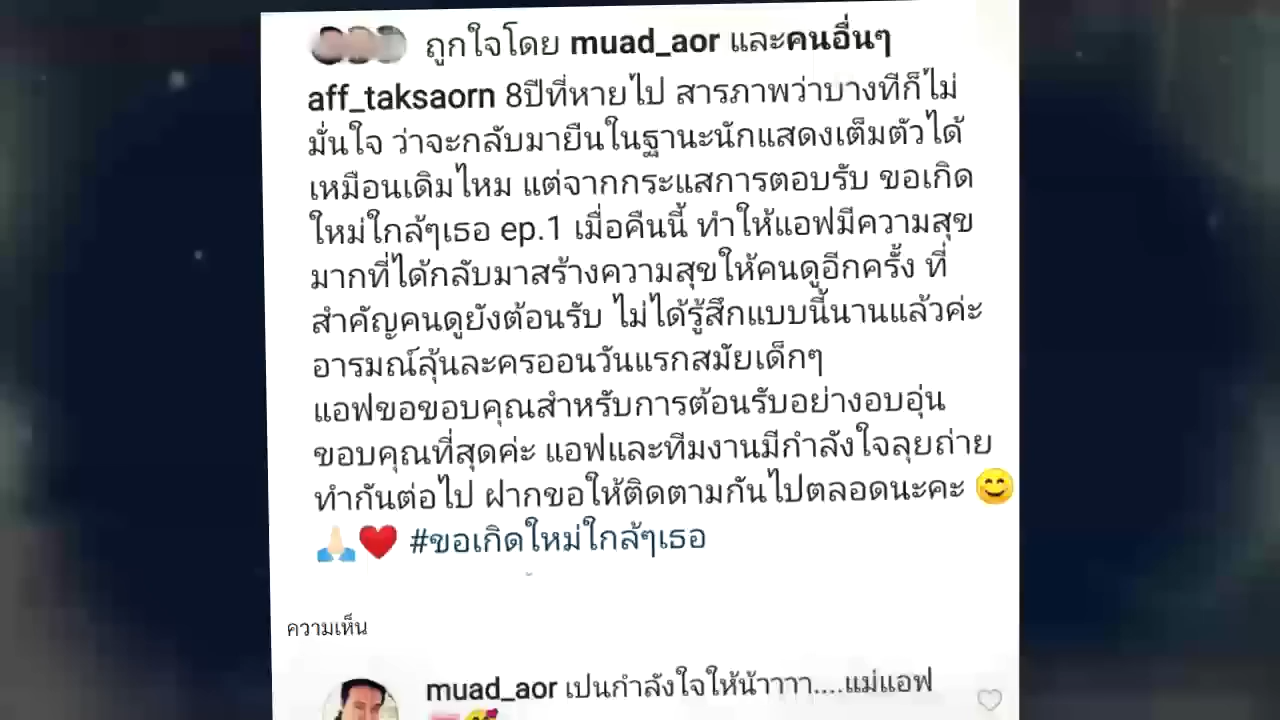 ถูกใจโดย muad_aor และคนอื่นๆ
aff_taksaorn 8ปีที่หายไป สารภาพว่าบางทีก็ไม่
มั่นใจ ว่าจะกลับมายืนในฐานะนักแสดงเต็มตัวได้
เหมือนเดิมไหม แต่จากกระแสการตอบรับ ขอเกิด
ใหม่ใกล้ๆเธอ ep.1 เมื่อคืนนี้ ทำให้แอฟมีความสุข
มากที่ได้กลับมาสร้างความสุขให้คนดูอีกครั้ง ที่
สำคัญคนดูยังต้อนรับ ไม่ได้รู้สึกแบบนี้นานแล้วค่ะ
อารมณ์ลุ้นละครออนวันแรกสมัยเด็กๆ
แอฟขอขอบคุณสำหรับการต้อนรับอย่างอบอุ่น
ขอบคุณที่สุดค่ะ แอฟและทีมงานมีกำลังใจลุยถ่าย
ทำกันต่อไป ฝากขอให้ติดตามกันไปตลอดนะคะ 😊
🙏🏻❤️ #ขอเกิดใหม่ใกล้ๆเธอ
ความเห็น
muad_aor เปนกำลังใจให้น้าาาา....แม่แอฟ